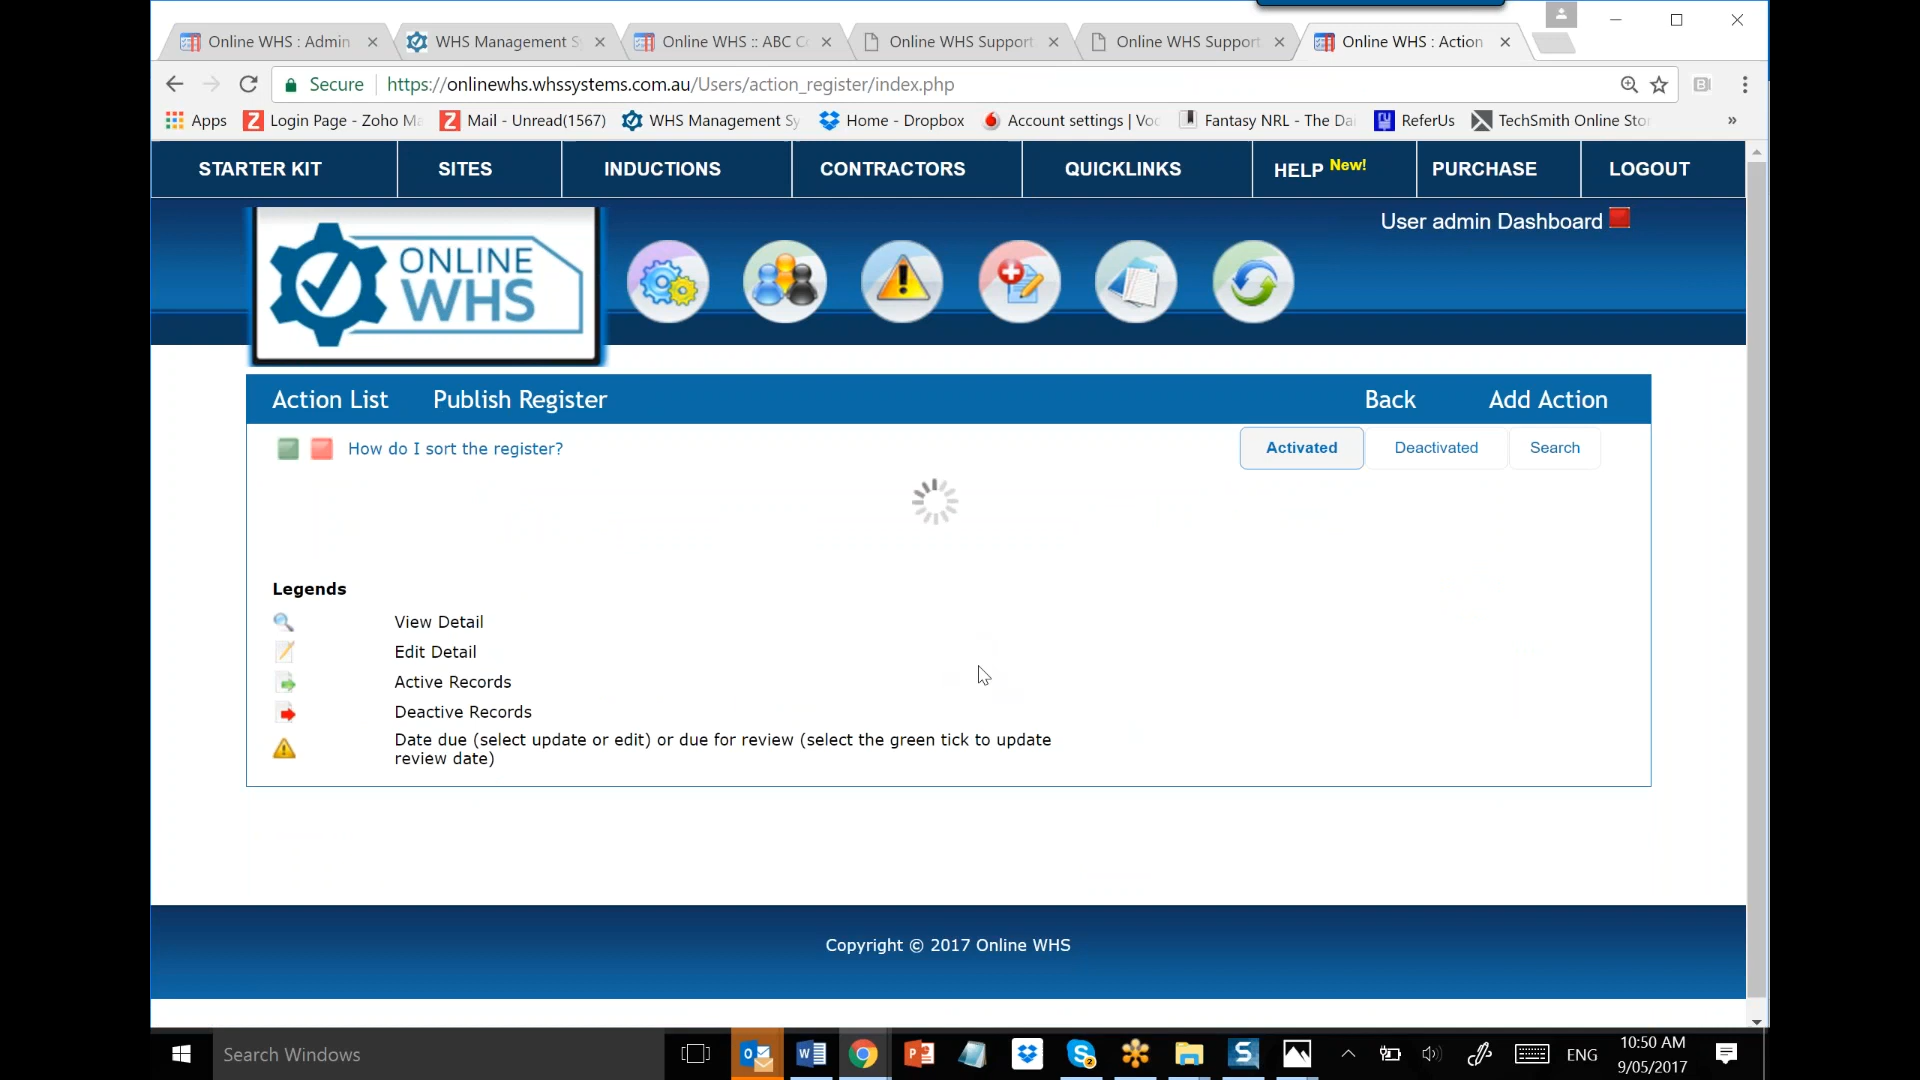 Online WHS : Admin
WHS Management S
Online WHS :: ABC Co
Online WHS Support
Online WHS Support
Online WHS : Action
Secure https://onlinewhs.whssystems.com.au/Users/action_register/index.php
Apps
Login Page - Zoho Ma
Mail - Unread(1567)
WHS Management Sy
Home - Dropbox
Account settings | Voc
Fantasy NRL - The Dai
ReferUs
TechSmith Online Stor
»
STARTER KIT
SITES
INDUCTIONS
CONTRACTORS
QUICKLINKS
HELP New!
PURCHASE
LOGOUT
ONLINE
WHS
User admin Dashboard
Action List
Publish Register
Back
Add Action
How do I sort the register?
Activated
Deactivated
Search
Legends
View Detail
Edit Detail
Active Records
Deactive Records
Date due (select update or edit) or due for review (select the green tick to update
review date)
Copyright © 2017 Online WHS
Search Windows
ENG
10:50 AM
9/05/2017